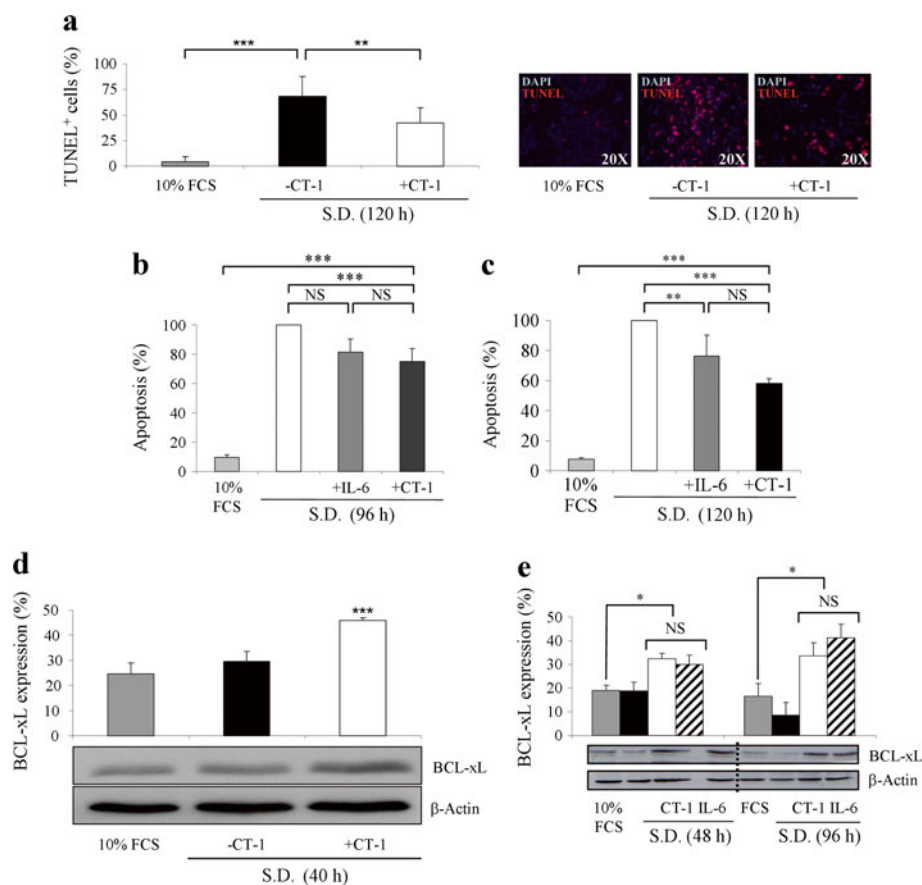 a
TUNEL+ cells (%)
100
75
50
25
0
***
**
10% FCS
-CT-1
+CT-1
S.D. (120 h)
DAPI
TUNEL
20X
DAPI
TUNEL
20X
DAPI
TUNEL
20X
10% FCS
-CT-1
+CT-1
S.D. (120 h)
b
Apoptosis (%)
***
***
NS
NS
100
80
60
40
20
0
10%
FCS
+IL-6
+CT-1
S.D. (96 h)
c
Apoptosis (%)
***
***
**
NS
100
80
60
40
20
0
10%
FCS
+IL-6
+CT-1
S.D. (120 h)
d
BCL-xL expression (%)
50
40
30
20
10
0
***
BCL-xL
β-Actin
10% FCS
-CT-1
+CT-1
S.D. (40 h)
e
BCL-xL expression (%)
50
40
30
20
10
0
*
NS
*
NS
BCL-xL
β-Actin
10%
FCS
CT-1 IL-6
S.D. (48 h)
FCS
CT-1 IL-6
S.D. (96 h)